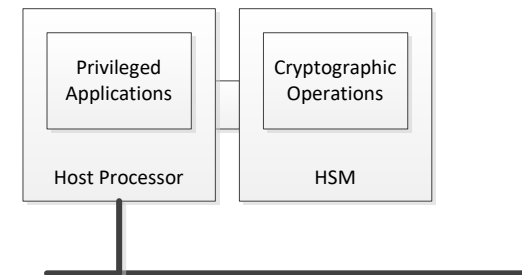 Privileged
Applications
Host Processor
Cryptographic
Operations
HSM